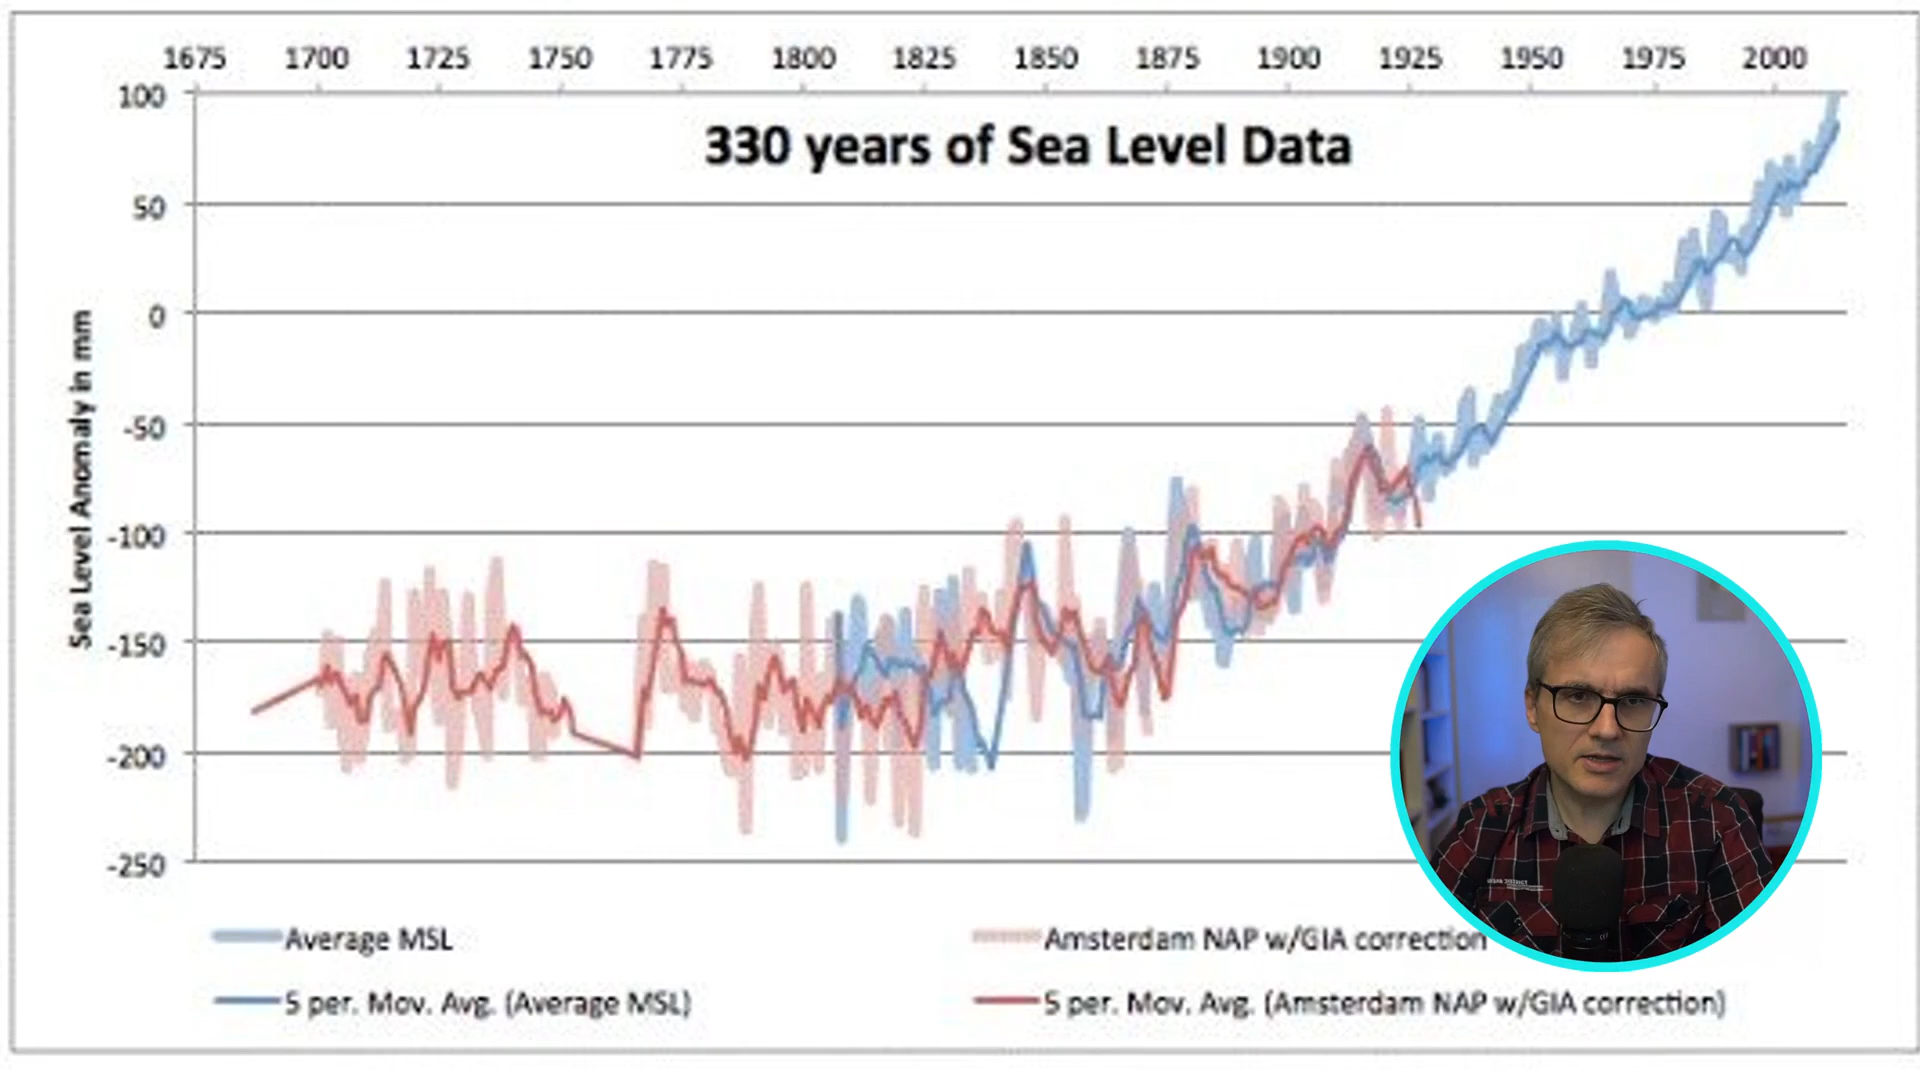 1675 1700 1725 1750 1775 1800 1825 1850 1875 1900 1925 1950 1975 2000
100
330 years of Sea Level Data
50
0
-50
-100
-150
-200
-250
Sea Level Anomaly in mm
Average MSL
Amsterdam NAP w/GIA correction
5 per. Mov. Avg. (Average MSL)
5 per. Mov. Avg. (Amsterdam NAP w/GIA correction)